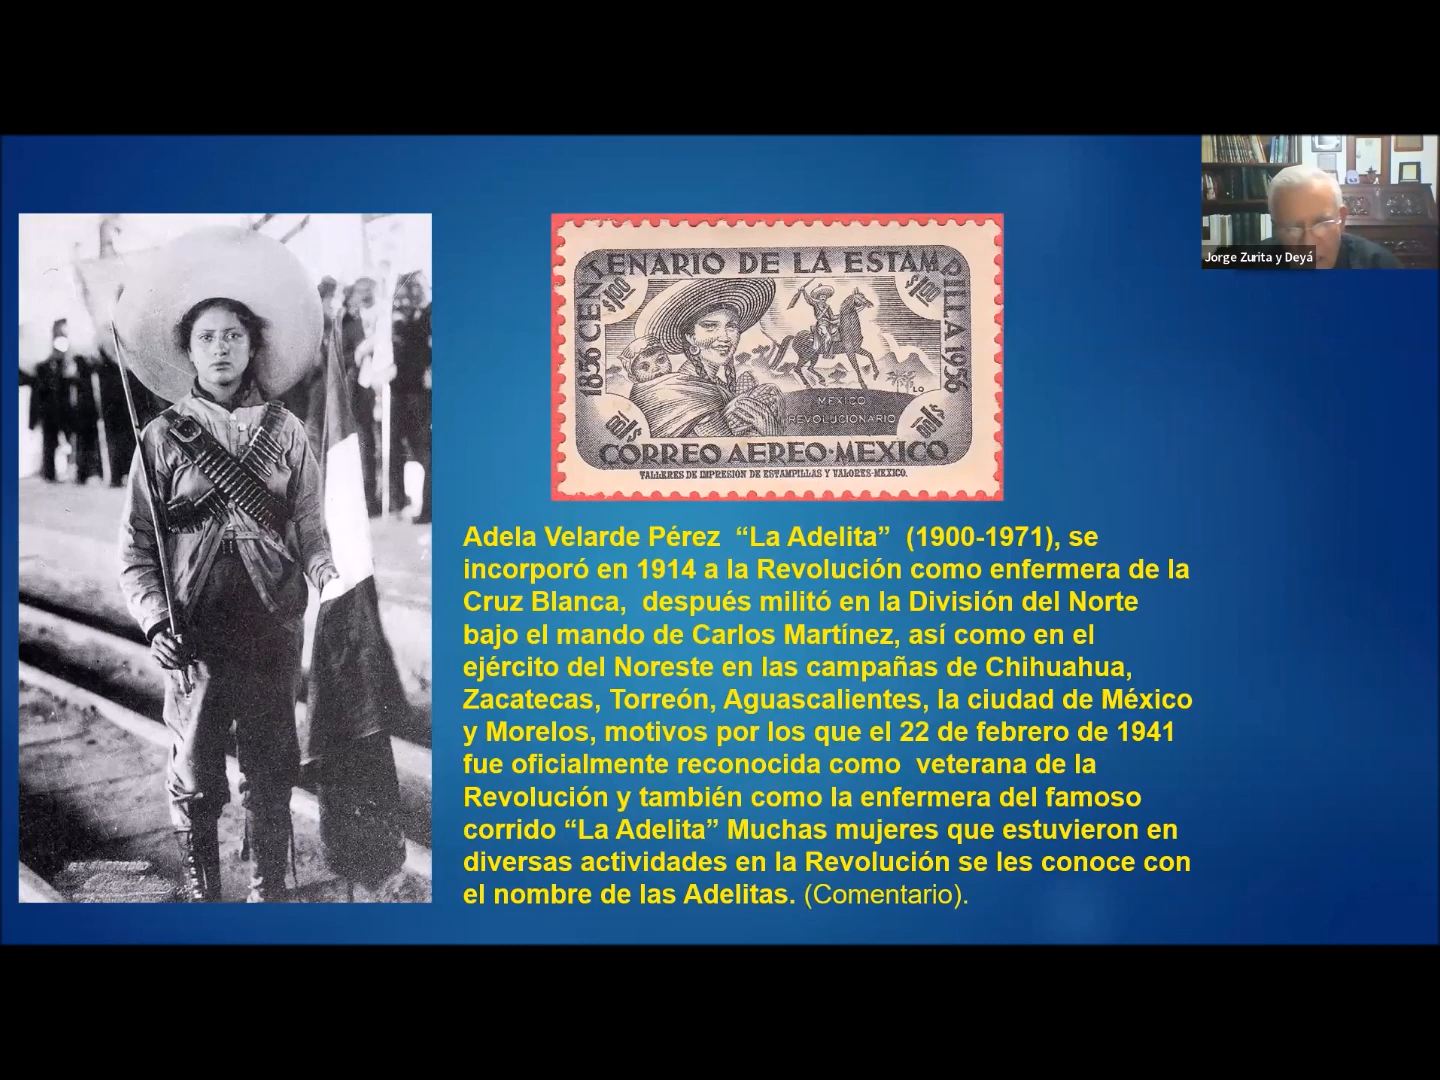 Jorge Zurita y Deyá
CENTENARIO DE LA ESTAMPILLA
1856
1956
$1.00
$1.00
MEXICO
REVOLUCIONARIO
LO
$1.00
$1.00
CORREO AEREO·MEXICO
TALLERES DE IMPRESION DE ESTAMPILLAS Y VALORES-MEXICO.
Adela Velarde Pérez “La Adelita” (1900-1971), se
incorporó en 1914 a la Revolución como enfermera de la
Cruz Blanca, después militó en la División del Norte
bajo el mando de Carlos Martínez, así como en el
ejército del Noreste en las campañas de Chihuahua,
Zacatecas, Torreón, Aguascalientes, la ciudad de México
y Morelos, motivos por los que el 22 de febrero de 1941
fue oficialmente reconocida como veterana de la
Revolución y también como la enfermera del famoso
corrido “La Adelita” Muchas mujeres que estuvieron en
diversas actividades en la Revolución se les conoce con
el nombre de las Adelitas. (Comentario).